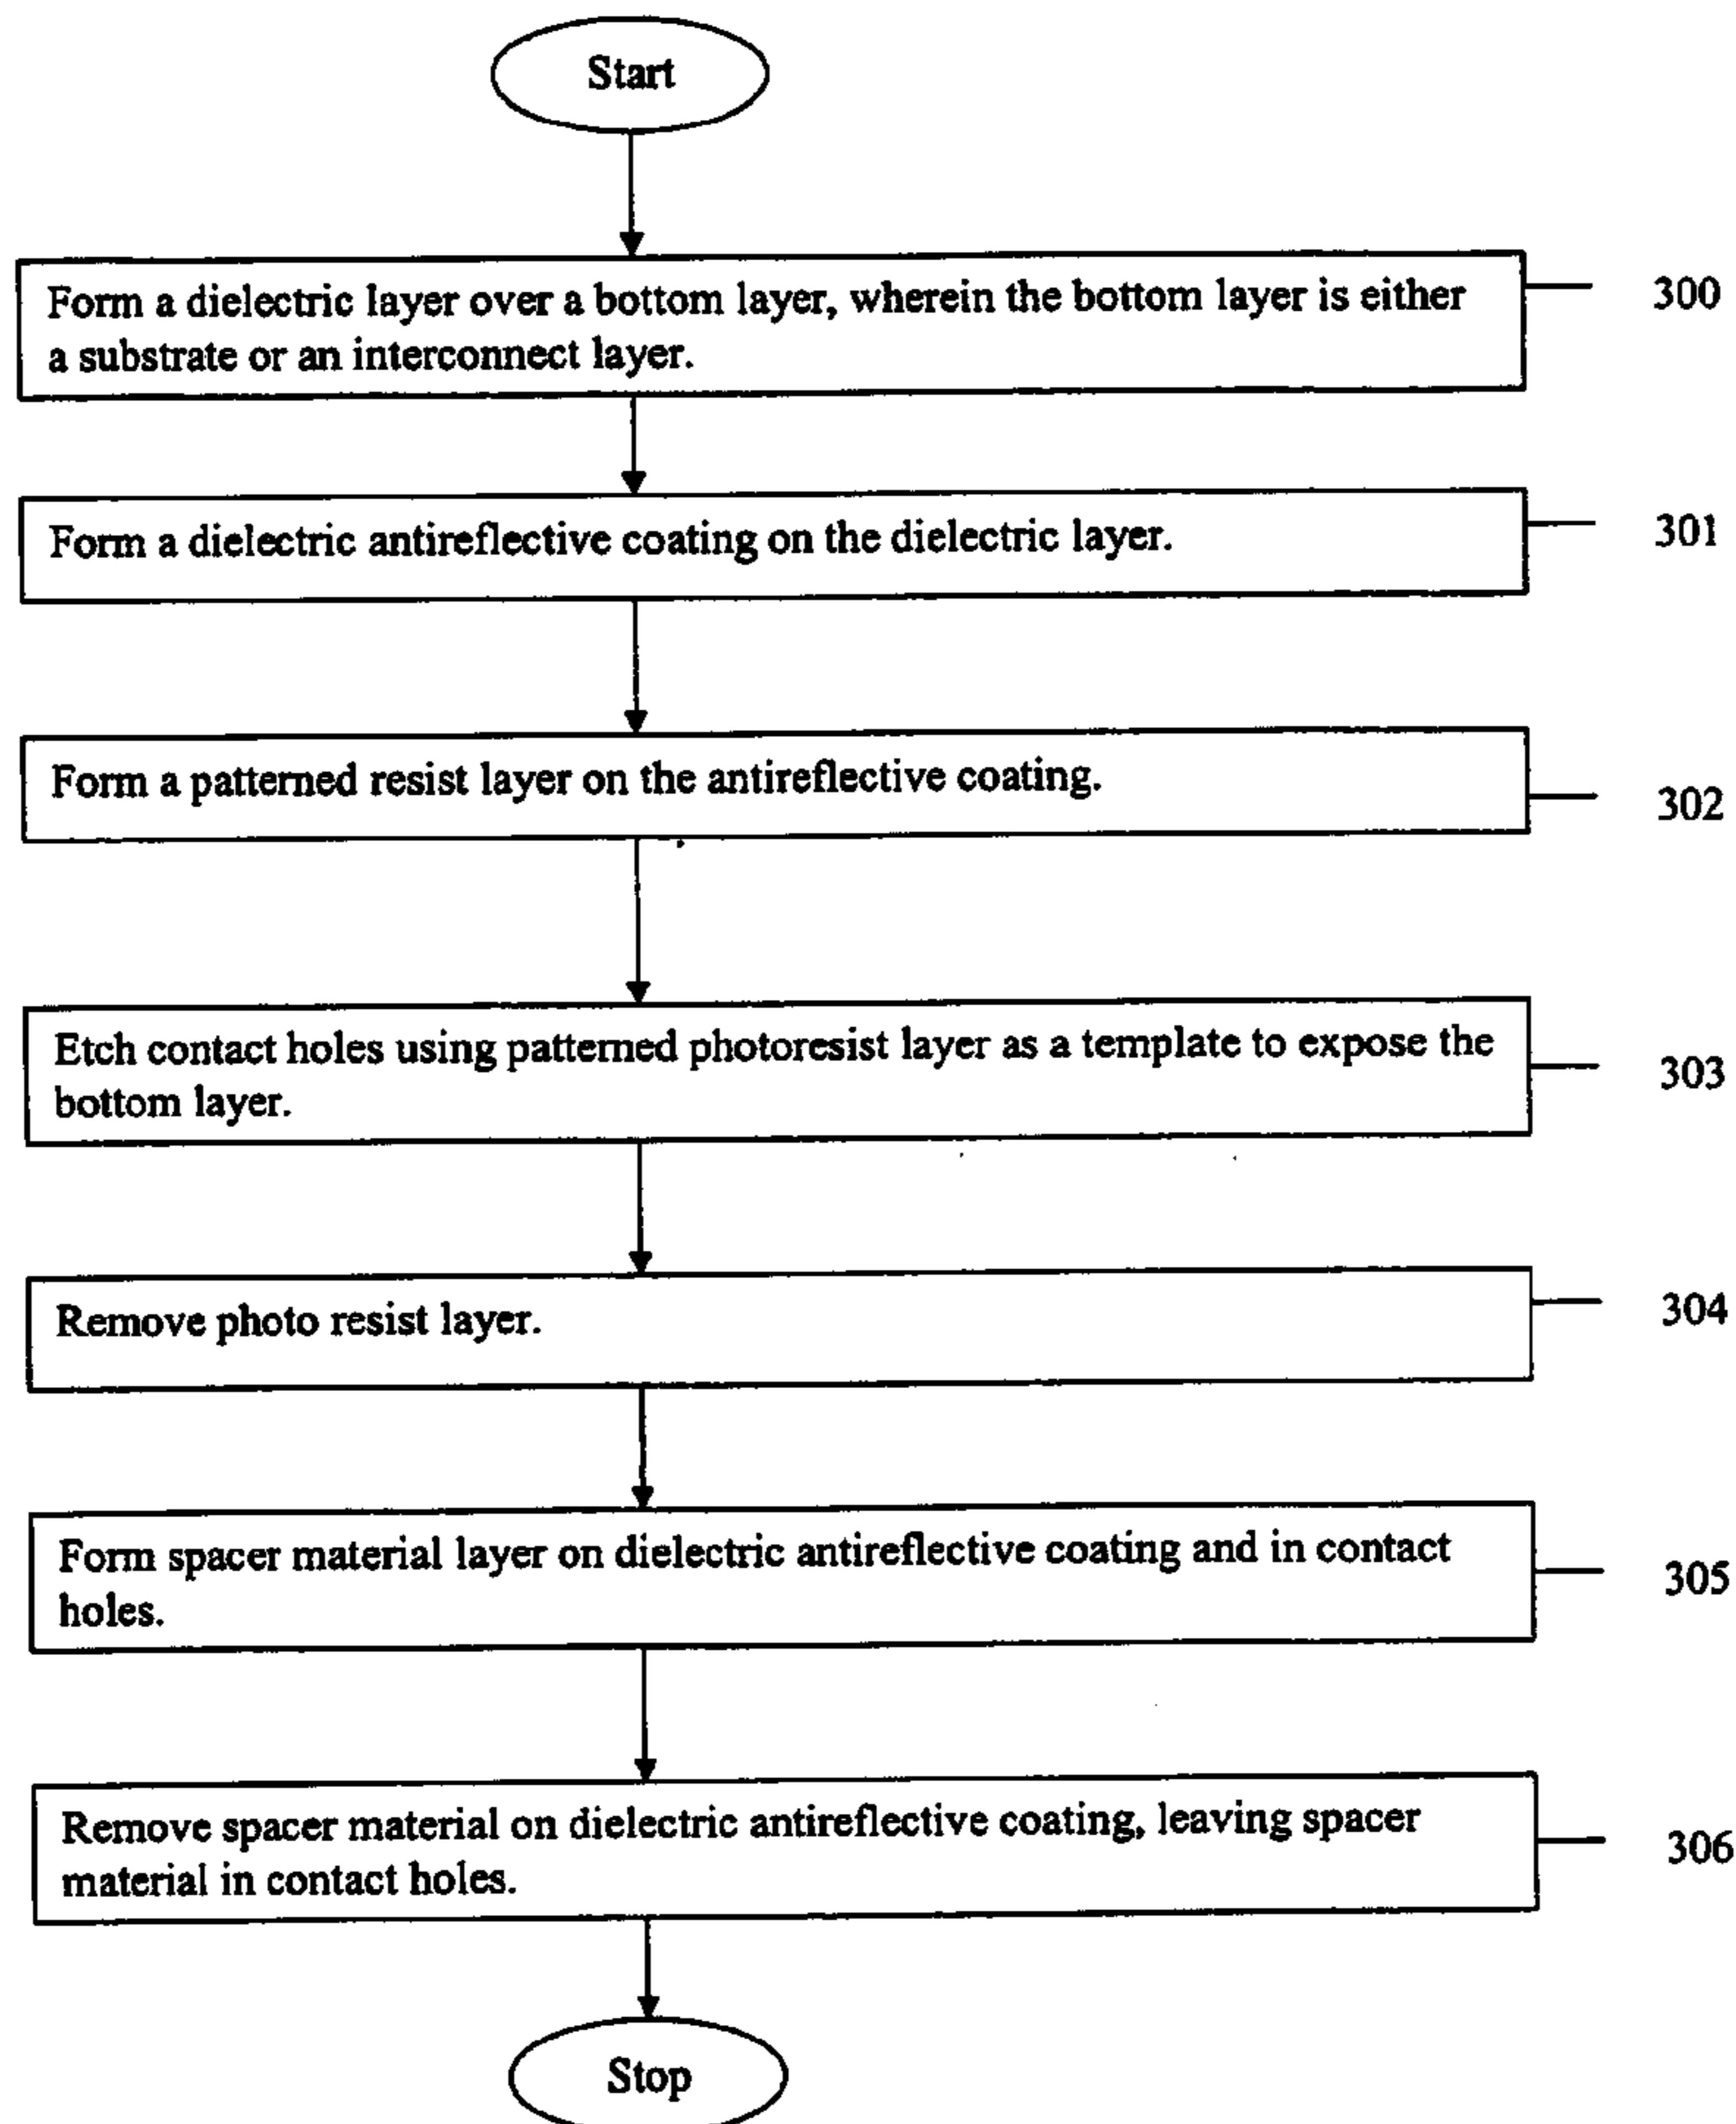 Start
Form a dielectric layer over a bottom layer, wherein the bottom layer is either
a substrate or an interconnect layer.
300
Form a dielectric antireflective coating on the dielectric layer.
301
Form a patterned resist layer on the antireflective coating.
302
Etch contact holes using patterned photoresist layer as a template to expose the
bottom layer.
303
Remove photo resist layer.
304
Form spacer material layer on dielectric antireflective coating and in contact
holes.
305
Remove spacer material on dielectric antireflective coating, leaving spacer
material in contact holes.
306
Stop